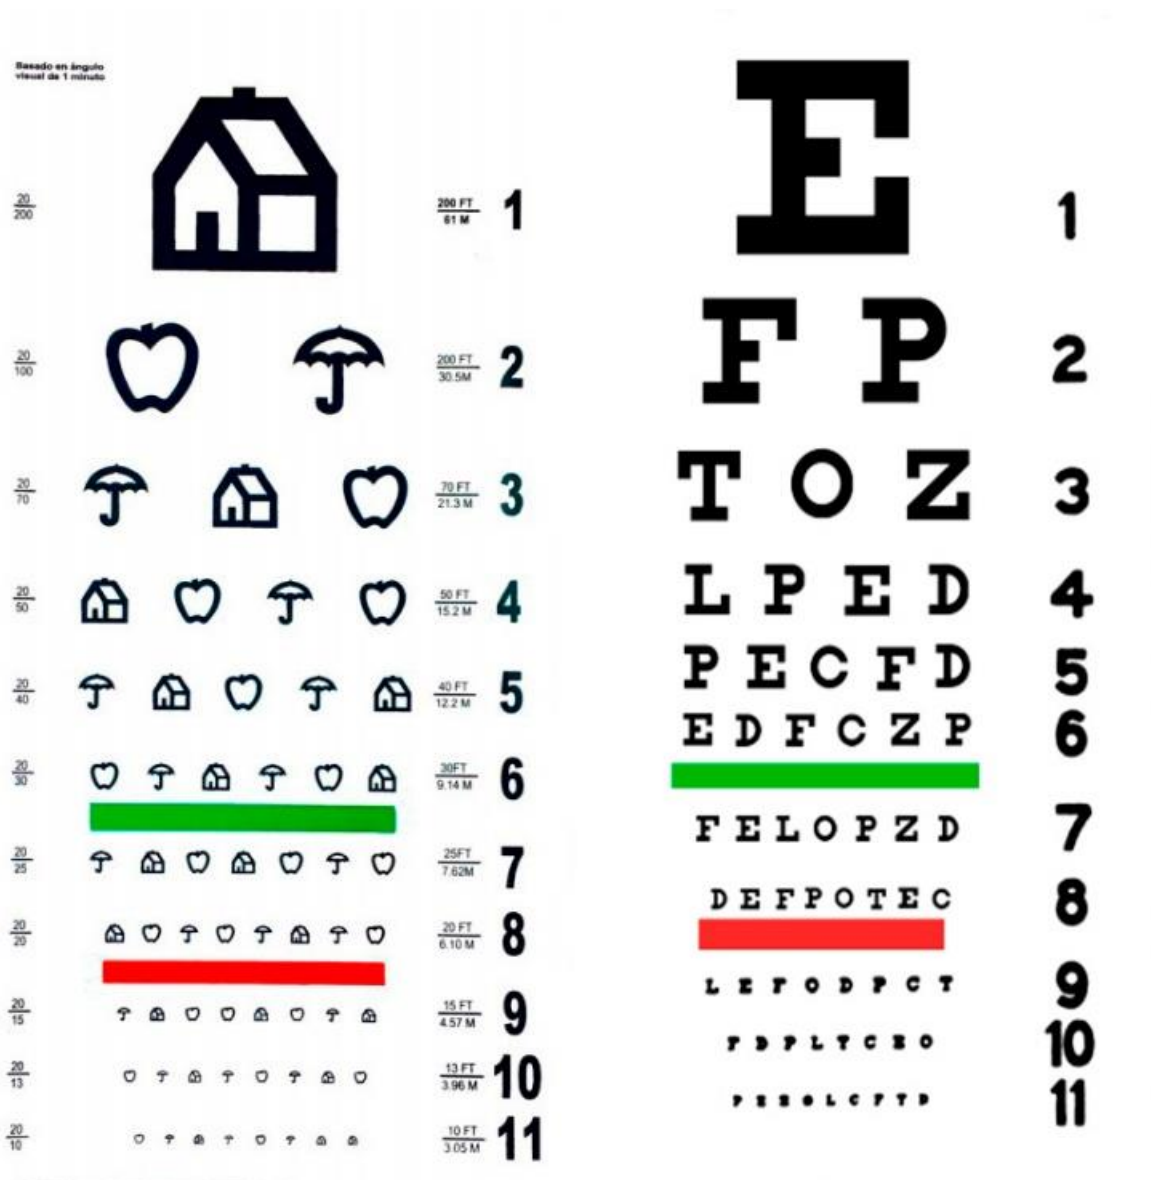 Basado en ángulo
visual de 1 minuto
20/200 200 FT/61 M 1
20/100 200 FT/30.5M 2
20/70 70 FT/21.3 M 3
20/50 50 FT/15.2 M 4
20/40 40 FT/12.2 M 5
20/30 30FT/9.14 M 6
20/25 25FT/7.62M 7
20/20 20 FT/6.10 M 8
20/15 15 FT/4.57 M 9
20/13 13 FT/3.96 M 10
20/10 10 FT/3.05 M 11
E 1
F P 2
T O Z 3
L P E D 4
P E C F D 5
E D F C Z P 6
F E L O P Z D 7
D E F P O T E C 8
L E F O D P C T 9
F D P L T C E O 10
11